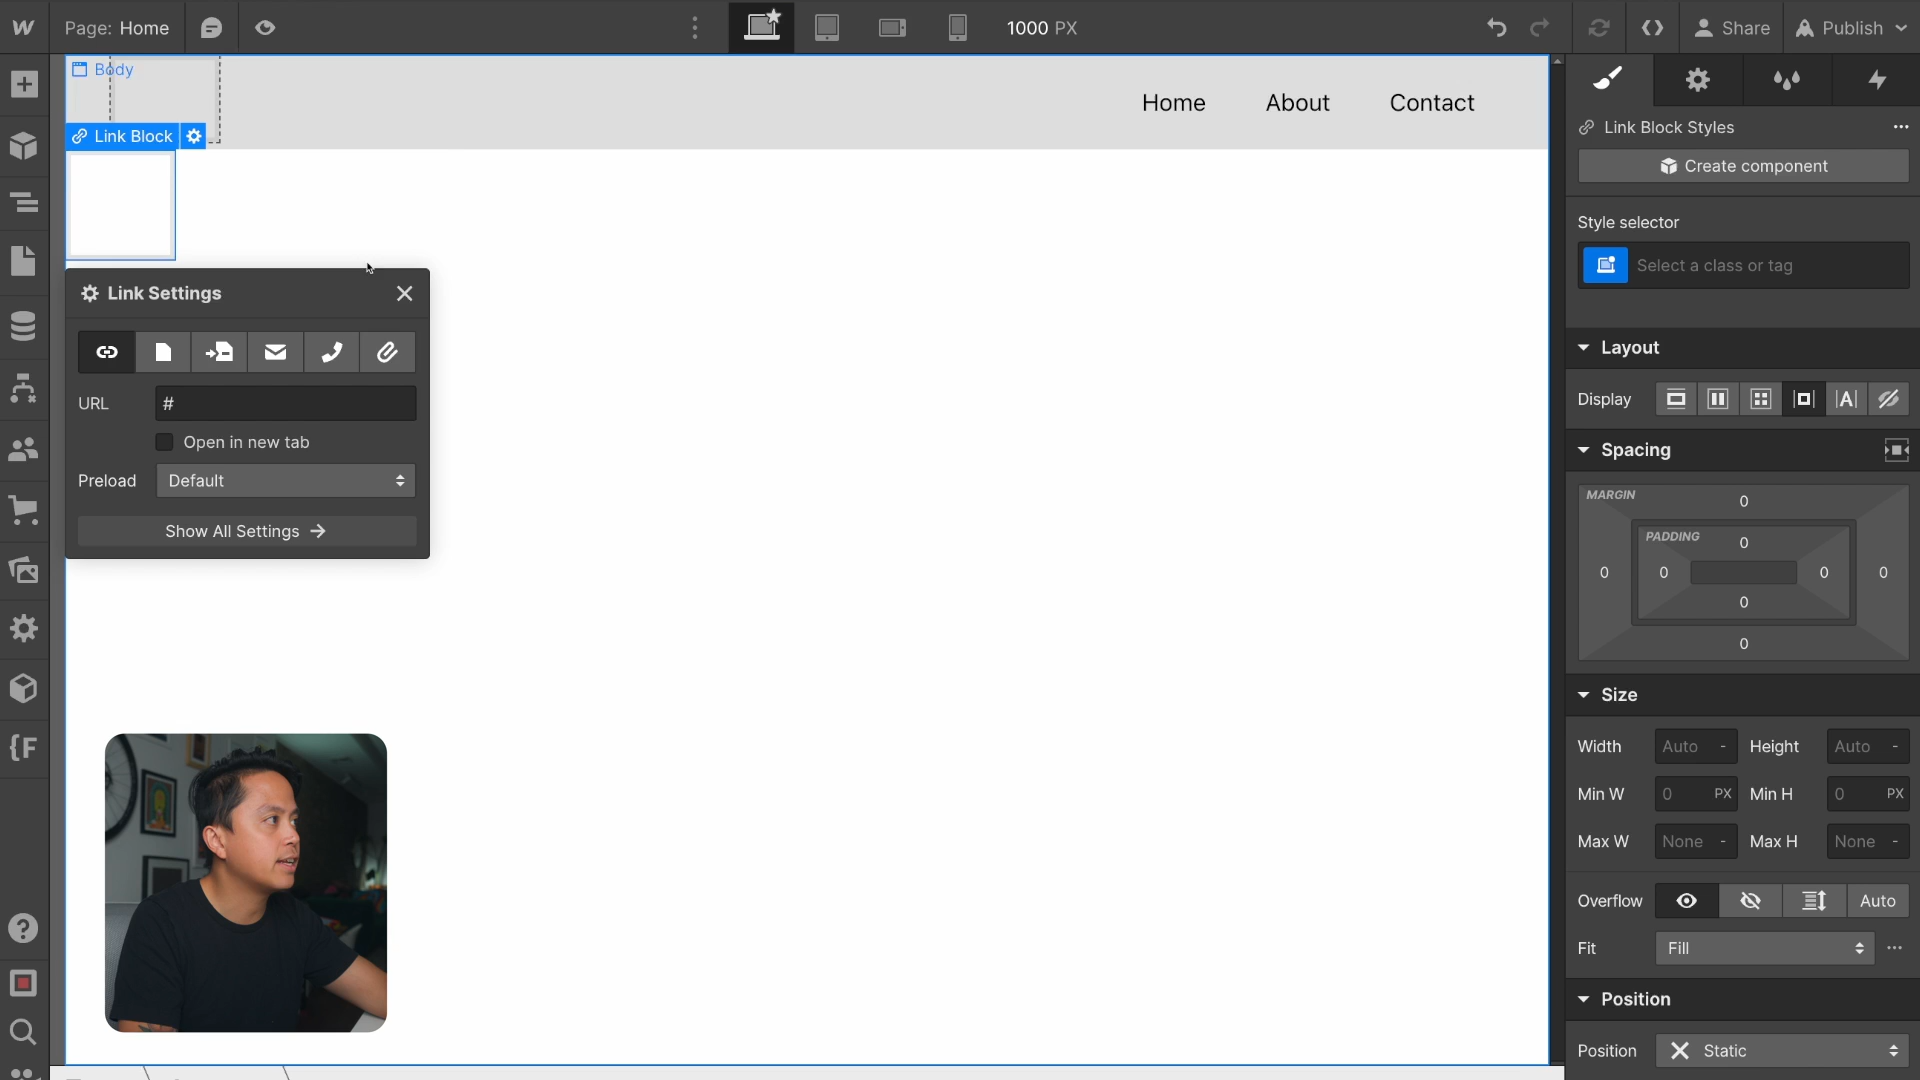 Page: Home
1000 PX
Share
Publish
Body
Home
About
Contact
Link Block
Link Settings
URL
#
Open in new tab
Preload
Default
Show All Settings →
Link Block Styles
Create component
Style selector
Select a class or tag
Layout
Display
Spacing
MARGIN
0
PADDING
0
0
0
0
0
0
0
Size
Width
Auto -
Height
Auto -
Min W
0 PX
Min H
0 PX
Max W
None -
Max H
None -
Overflow
Auto
Fit
Fill
Position
Position
Static